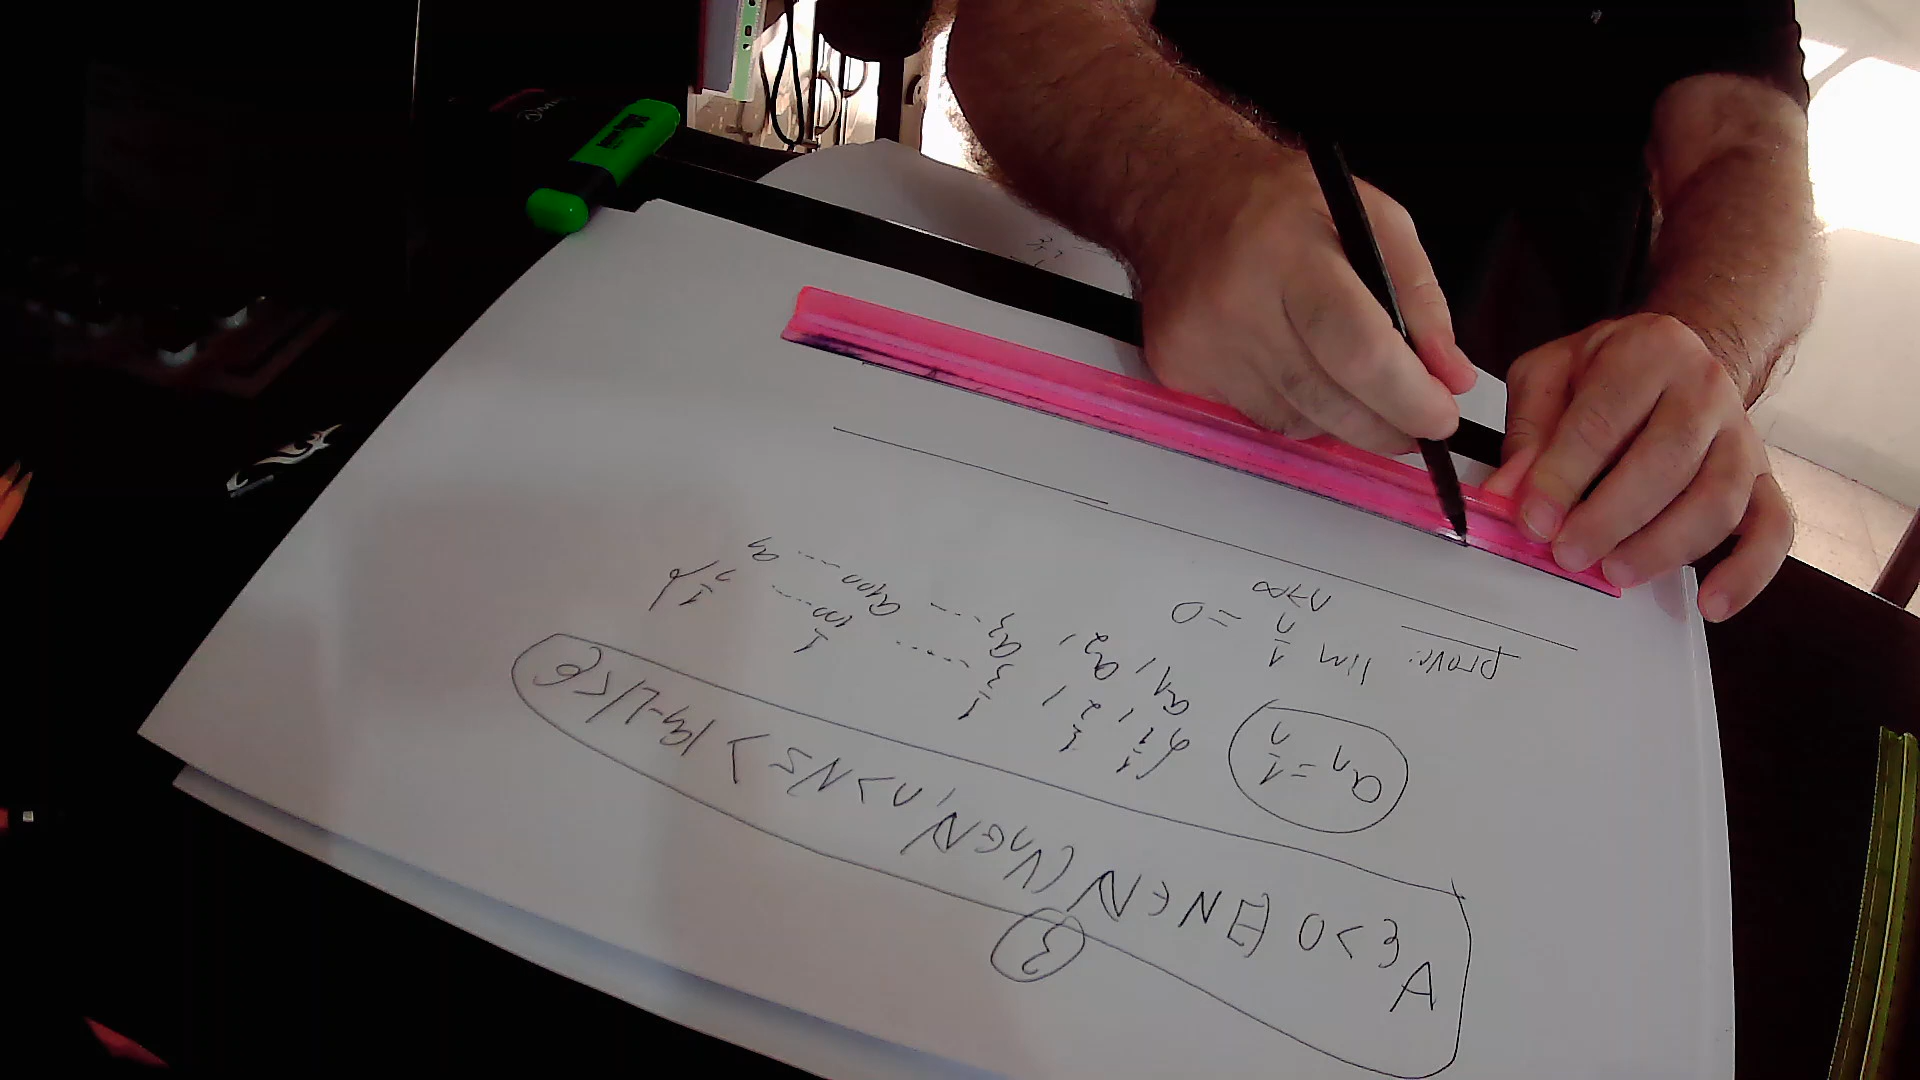 3
∀ε>0 ∃N∈ℕ (∀n∈ℕ, n>N ⇒ |aₙ-L|<ε
aₙ = 1/n
{1/1, 1/2, 1/3 ...... 1/100 ...... 1/n}
a₁, a₂, a₃ .... a₁₀₀ .... aₙ
prove: lim n→∞ 1/n = 0